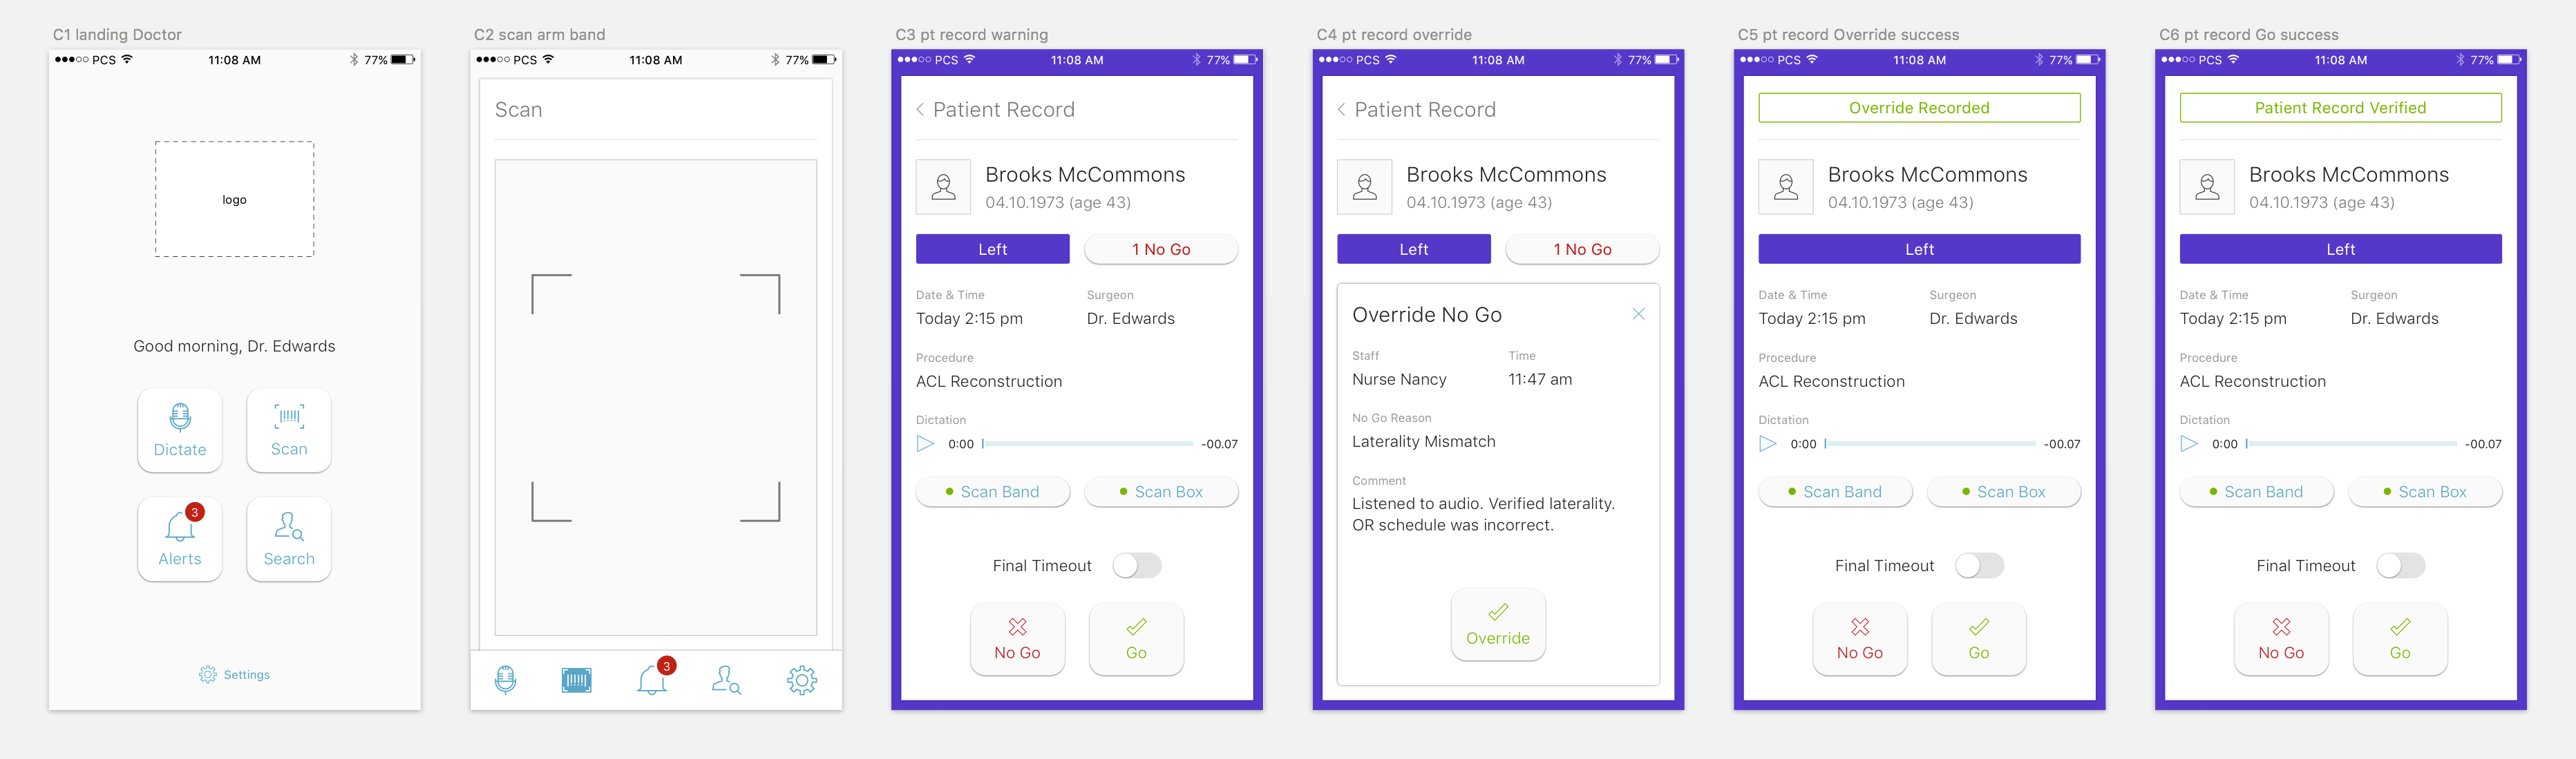 C1 landing Doctor
PCS 11:08 AM 77%
logo
Good morning, Dr. Edwards
Dictate Scan
3
Alerts Search
Settings
C2 scan arm band
PCS 11:08 AM 77%
Scan
3
C3 pt record warning
PCS 11:08 AM 77%
Patient Record
Brooks McCommons
04.10.1973 (age 43)
Left 1 No Go
Date & Time Surgeon
Today 2:15 pm Dr. Edwards
Procedure
ACL Reconstruction
Dictation
0:00 -00.07
Scan Band Scan Box
Final Timeout
No Go Go
C4 pt record override
PCS 11:08 AM 77%
Patient Record
Brooks McCommons
04.10.1973 (age 43)
Left 1 No Go
Override No Go
Staff Time
Nurse Nancy 11:47 am
No Go Reason
Laterality Mismatch
Comment
Listened to audio. Verified laterality.
OR schedule was incorrect.
Override
C5 pt record Override success
PCS 11:08 AM 77%
Override Recorded
Brooks McCommons
04.10.1973 (age 43)
Left
Date & Time Surgeon
Today 2:15 pm Dr. Edwards
Procedure
ACL Reconstruction
Dictation
0:00 -00.07
Scan Band Scan Box
Final Timeout
No Go Go
C6 pt record Go success
PCS 11:08 AM 77%
Patient Record Verified
Brooks McCommons
04.10.1973 (age 43)
Left
Date & Time Surgeon
Today 2:15 pm Dr. Edwards
Procedure
ACL Reconstruction
Dictation
0:00 -00.07
Scan Band Scan Box
Final Timeout
No Go Go